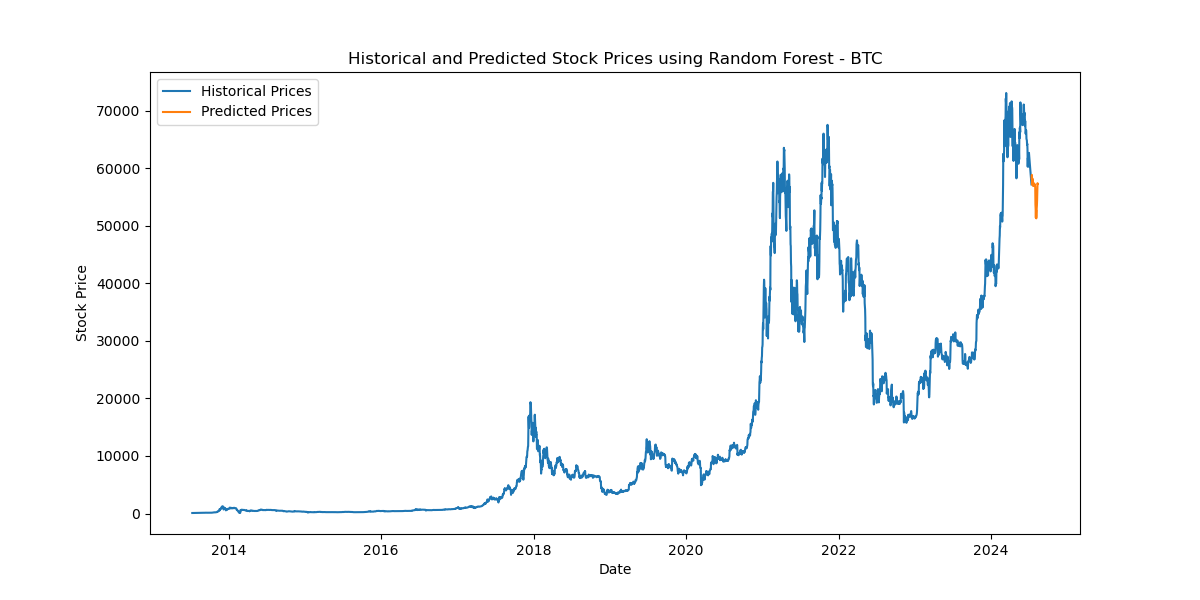 Historical and Predicted Stock Prices using Random Forest - BTC
Historical Prices
Predicted Prices
Stock Price
70000
60000
50000
40000
30000
20000
10000
0
2014 2016 2018 2020 2022 2024
Date